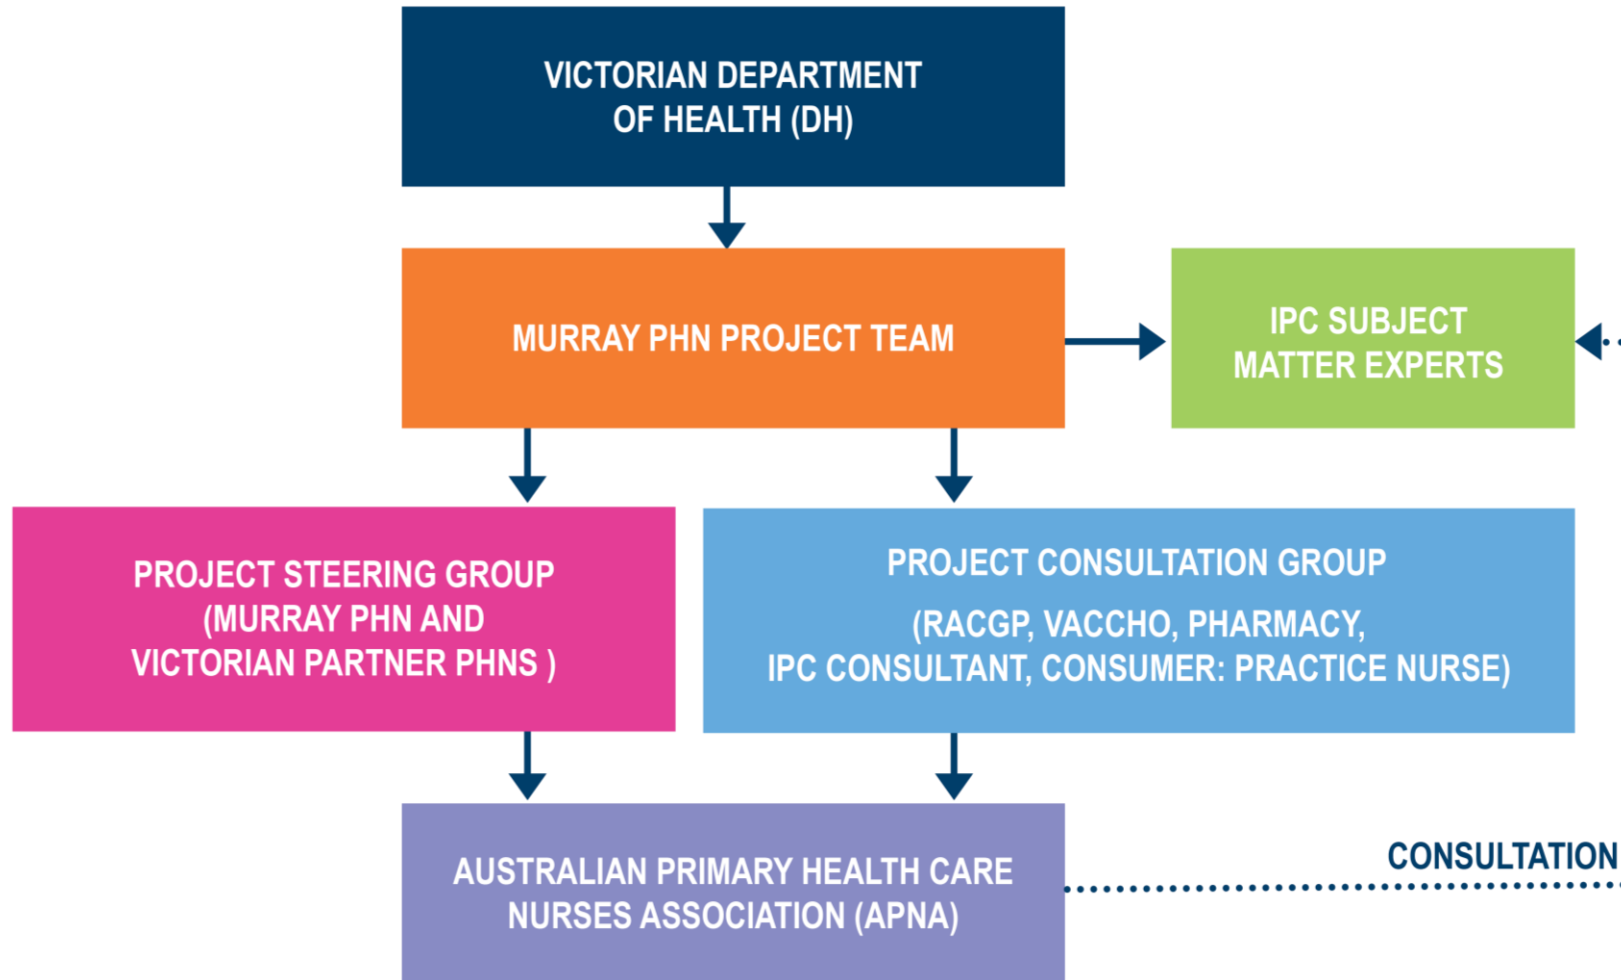 VICTORIAN DEPARTMENT
OF HEALTH (DH)
MURRAY PHN PROJECT TEAM
IPC SUBJECT
MATTER EXPERTS
PROJECT STEERING GROUP
(MURRAY PHN AND
VICTORIAN PARTNER PHNS )
PROJECT CONSULTATION GROUP
(RACGP, VACCHO, PHARMACY,
IPC CONSULTANT, CONSUMER: PRACTICE NURSE)
AUSTRALIAN PRIMARY HEALTH CARE
NURSES ASSOCIATION (APNA)
CONSULTATION